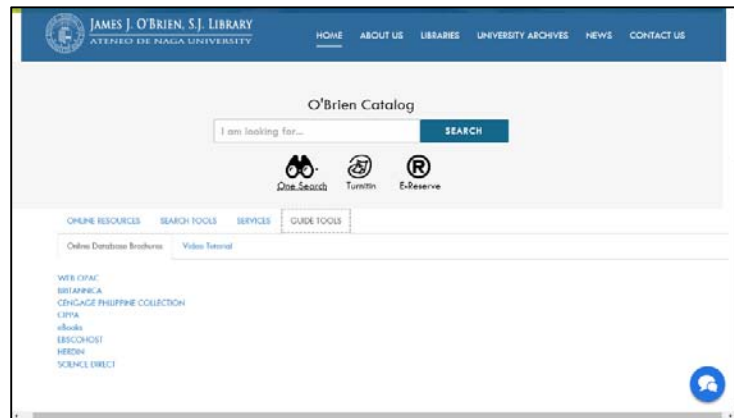 JAMES J. O'BRIEN, S.J. LIBRARY
ATENEO DE NAGA UNIVERSITY
HOME ABOUT US LIBRARIES UNIVERSITY ARCHIVES NEWS CONTACT US
O'Brien Catalog
I am looking for... SEARCH
One Search Turnitin E-Reserve
ONLINE RESOURCES SEARCH TOOLS SERVICES GUIDE TOOLS
Online Database Brochures Video Tutorial
WEB OPAC
BRITANNICA
CENGAGE PHILIPPINE COLLECTION
CIPPA
eBooks
EBSCOHOST
HERDIN
SCIENCE DIRECT